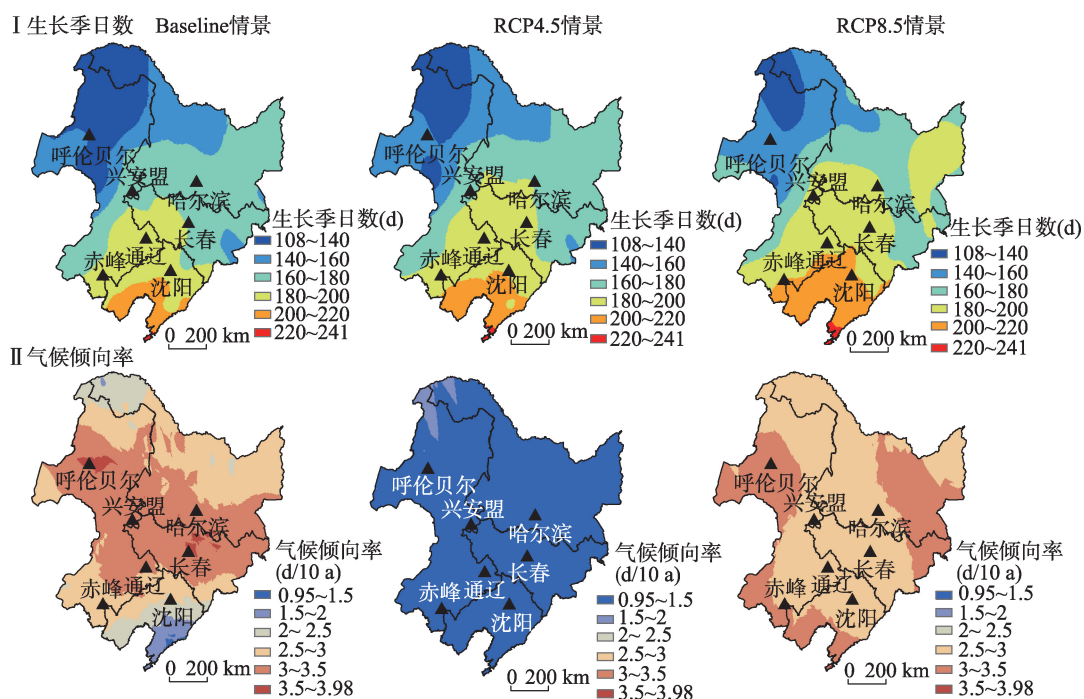 Ⅰ 生长季日数 Baseline情景 RCP4.5情景 RCP8.5情景
呼伦贝尔
兴安盟
哈尔滨
长春
赤峰
通辽
沈阳
生长季日数(d)
108~140
140~160
160~180
180~200
200~220
220~241
0 200 km
呼伦贝尔
兴安盟
哈尔滨
长春
赤峰
通辽
沈阳
生长季日数(d)
108~140
140~160
160~180
180~200
200~220
220~241
0 200 km
呼伦贝尔
兴安盟
哈尔滨
长春
赤峰
通辽
沈阳
生长季日数(d)
108~140
140~160
160~180
180~200
200~220
220~241
0 200 km
Ⅱ 气候倾向率
呼伦贝尔
兴安盟
哈尔滨
长春
赤峰
通辽
沈阳
气候倾向率
(d/10 a)
0.95~1.5
1.5~2
2~ 2.5
2.5~3
3~3.5
3.5~3.98
0 200 km
呼伦贝尔
兴安盟
哈尔滨
长春
赤峰
通辽
沈阳
气候倾向率
(d/10 a)
0.95~1.5
1.5~2
2~ 2.5
2.5~3
3~3.5
3.5~3.98
0 200 km
呼伦贝尔
兴安盟
哈尔滨
长春
赤峰
通辽
沈阳
气候倾向率
(d/10 a)
0.95~1.5
1.5~2
2~ 2.5
2.5~3
3~3.5
3.5~3.98
0 200 km